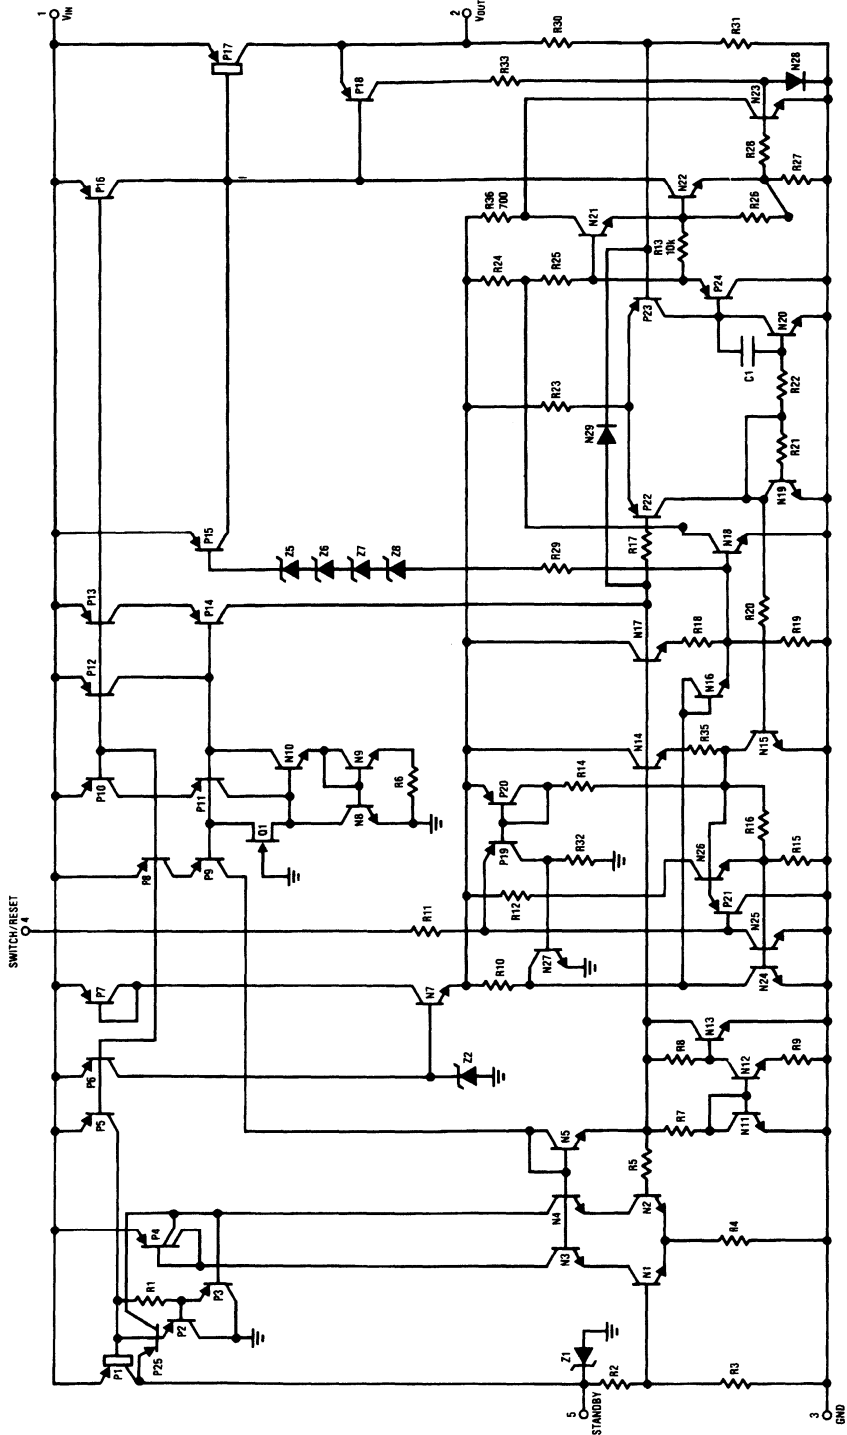 1
VIN
2
VOUT
R30
R31
P17
P18
R33
N28
N23
R28
P16
N22
R27
R36
700
N21
R26
R13
10k
R24
R25
P24
P23
N20
C1
R23
R22
N29
R21
N19
P22
P15
Z5
Z6
Z7
Z8
R29
R17
N18
P13
P14
R20
N17
R18
R19
P12
N16
N14
R35
N15
P10
P11
N10
N9
R6
N8
Q1
P20
R14
P19
R32
R16
N26
R15
P8
P9
R12
P21
SWITCH/RESET
4
R11
N25
N27
P7
N7
R10
N24
P6
Z2
N13
R8
N12
R9
P5
N5
R7
N11
R5
N4
N2
P4
N3
R4
R1
P3
P2
N1
P25
P1
Z1
R2
R3
5
STANDBY
3
GND